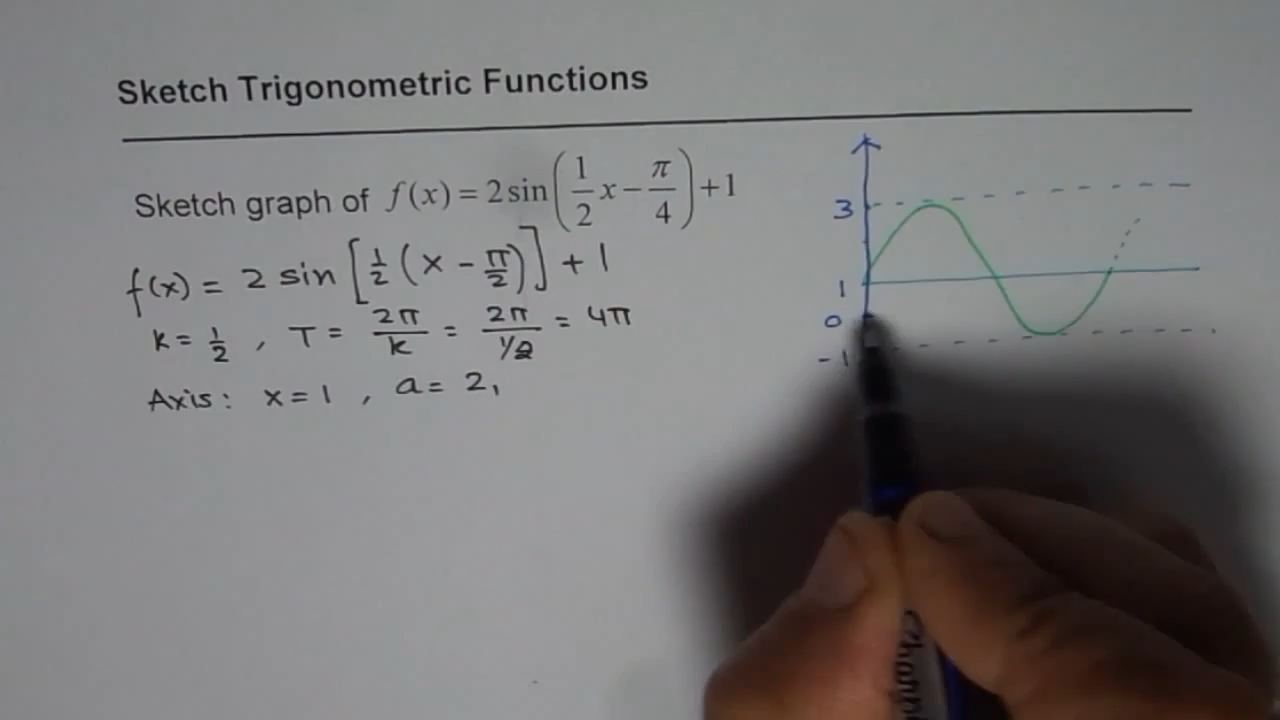 Sketch Trigonometric Functions
Sketch graph of f(x) = 2 sin(1/2 x − π/4) + 1
f(x) = 2 sin [1/2 (x − π/2)] + 1
k = 1/2 , T = 2π/k = 2π/1/2 = 4π
Axis: x = 1 , a = 2,
3
1
0
-1